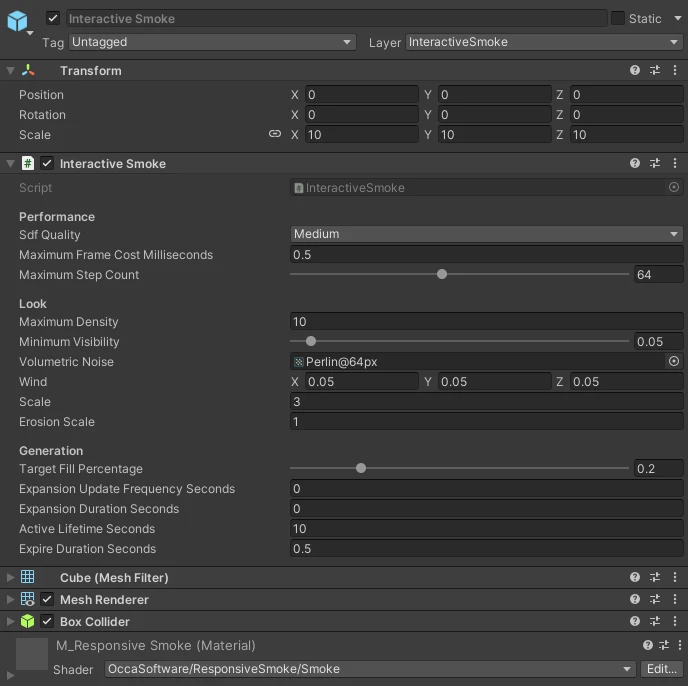 Interactive Smoke Static
Tag Untagged Layer InteractiveSmoke
Transform
Position X 0 Y 0 Z 0
Rotation X 0 Y 0 Z 0
Scale X 10 Y 10 Z 10
# Interactive Smoke
Script # InteractiveSmoke
Performance
Sdf Quality Medium
Maximum Frame Cost Milliseconds 0.5
Maximum Step Count 64
Look
Maximum Density 10
Minimum Visibility 0.05
Volumetric Noise Perlin@64px
Wind X 0.05 Y 0.05 Z 0.05
Scale 3
Erosion Scale 1
Generation
Target Fill Percentage 0.2
Expansion Update Frequency Seconds 0
Expansion Duration Seconds 0
Active Lifetime Seconds 10
Expire Duration Seconds 0.5
Cube (Mesh Filter)
Mesh Renderer
Box Collider
M_Responsive Smoke (Material)
Shader OccaSoftware/ResponsiveSmoke/Smoke Edit...